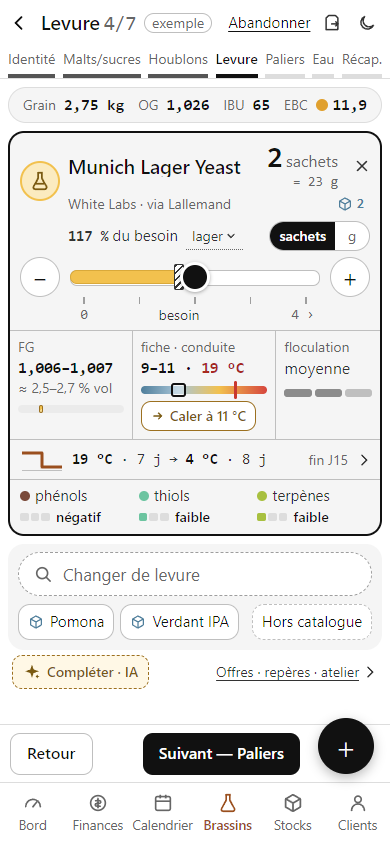 Levure 4/7 exemple Abandonner
Identité Malts/sucres Houblons Levure Paliers Eau Récap.
Grain 2,75 kg OG 1,026 IBU 65 EBC 11,9
Munich Lager Yeast 2 sachets
= 23 g
White Labs · via Lallemand 2
117 % du besoin lager sachets g
− +
0 besoin 4 ›
FG fiche · conduite floculation
1,006–1,007 9–11 · 19 °C moyenne
≈ 2,5–2,7 % vol
→ Caler à 11 °C
19 °C · 7 j → 4 °C · 8 j fin J15
phénols thiols terpènes
négatif faible faible
Changer de levure
Pomona Verdant IPA Hors catalogue
Compléter · IA Offres · repères · atelier
Retour Suivant — Paliers +
Bord Finances Calendrier Brassins Stocks Clients